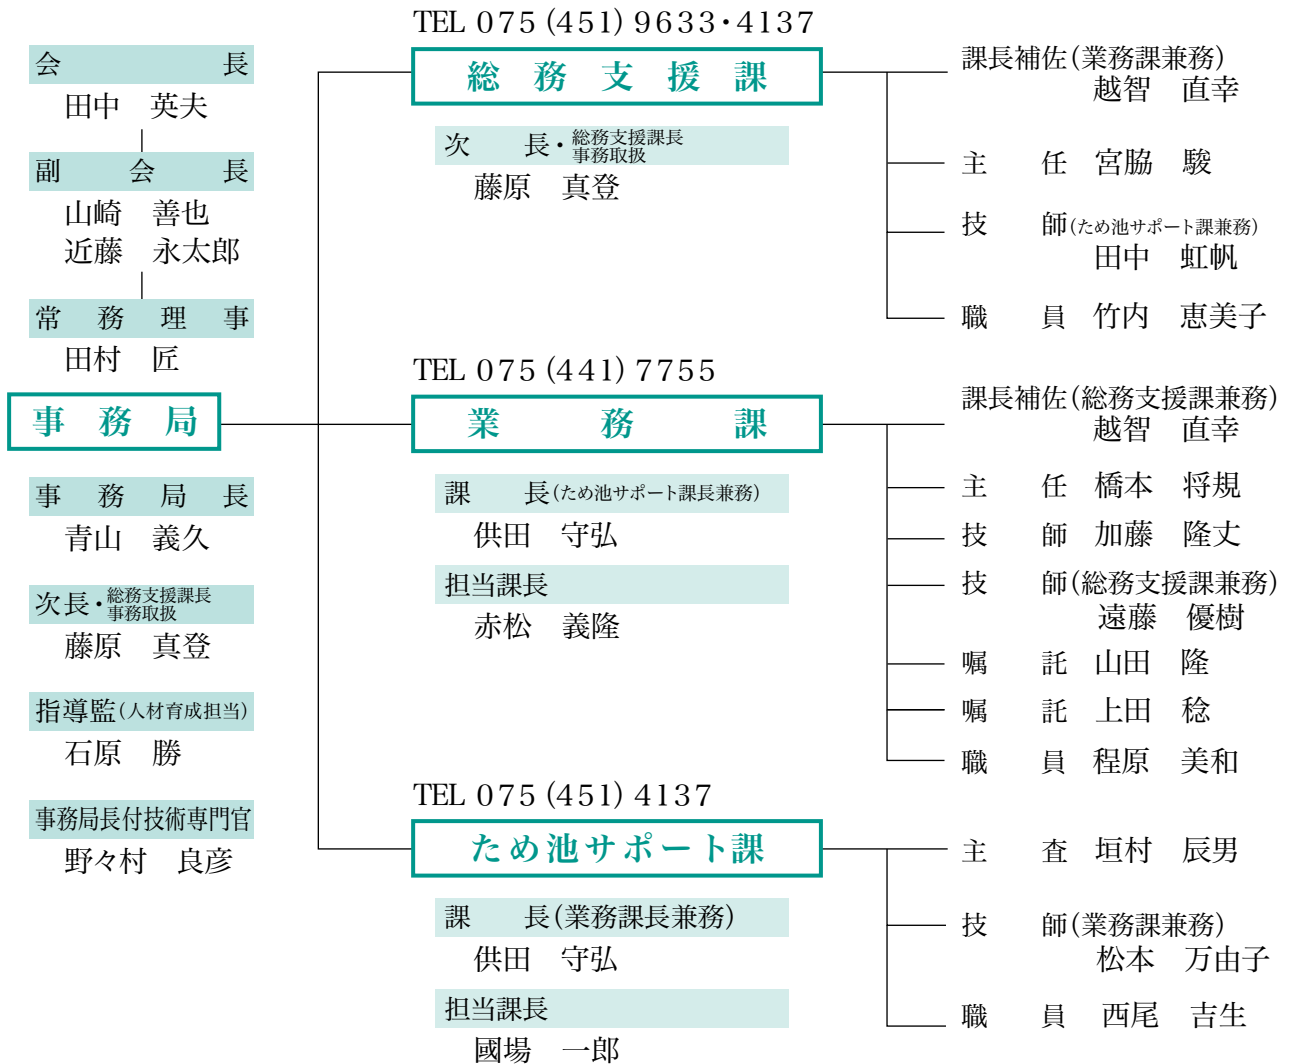 会長
田中 英夫
副会長
山崎 善也
近藤 永太郎
常務理事
田村 匠
事務局
事務局長
青山 義久
次長・総務支援課長事務取扱
藤原 真登
指導監(人材育成担当)
石原 勝
事務局長付技術専門官
野々村 良彦
TEL 075 (451) 9633・4137
総務支援課
次長・総務支援課長事務取扱
藤原 真登
課長補佐(業務課兼務)
越智 直幸
主任 宮脇 駿
技師(ため池サポート課兼務)
田中 虹帆
職員 竹内 恵美子
TEL 075 (441) 7755
業務課
課長(ため池サポート課長兼務)
供田 守弘
担当課長
赤松 義隆
課長補佐(総務支援課兼務)
越智 直幸
主任 橋本 将規
技師 加藤 隆丈
技師(総務支援課兼務)
遠藤 優樹
嘱託 山田 隆
嘱託 上田 稔
職員 程原 美和
TEL 075 (451) 4137
ため池サポート課
課長(業務課長兼務)
供田 守弘
担当課長
國場 一郎
主査 垣村 辰男
技師(業務課兼務)
松本 万由子
職員 西尾 吉生